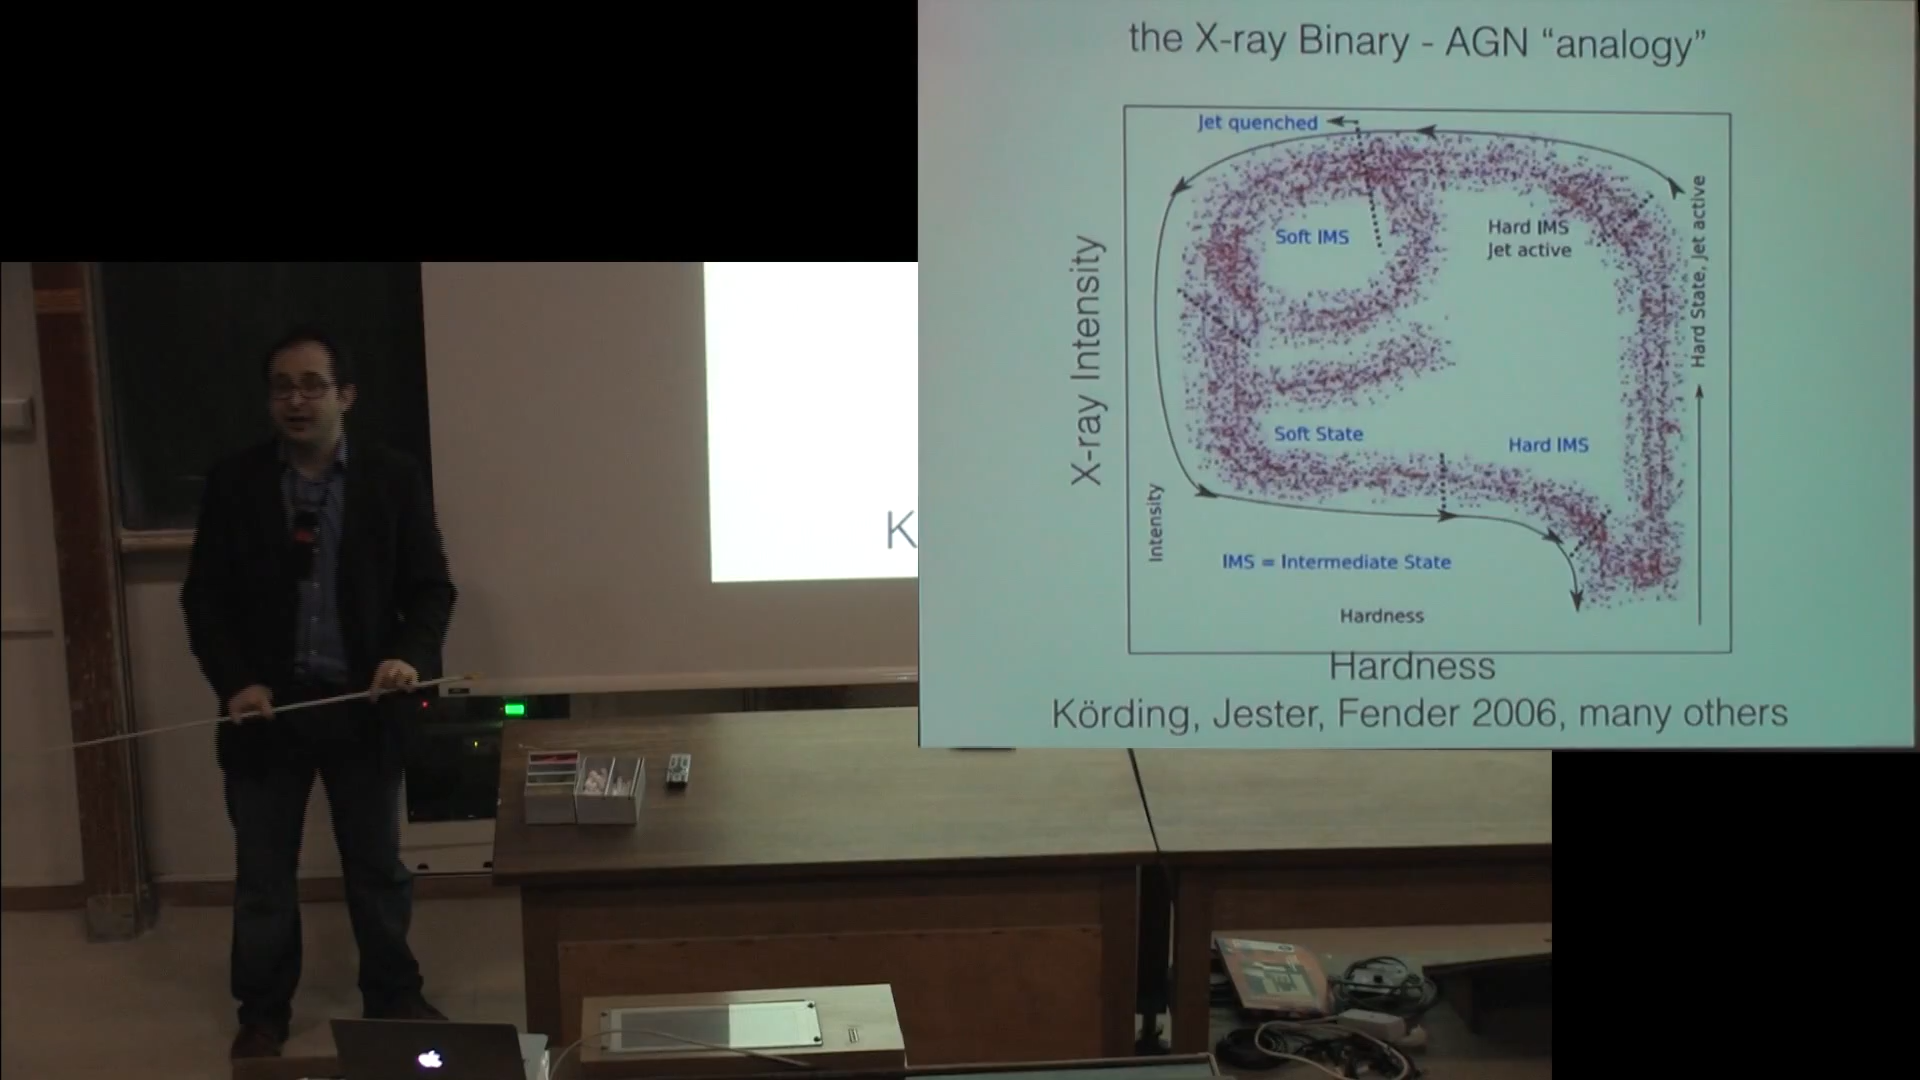 the X-ray Binary - AGN “analogy”
Jet quenched
Soft IMS
Hard IMS
Jet active
Hard State, Jet active
X-ray Intensity
Soft State
Hard IMS
Intensity
IMS = Intermediate State
Hardness
Hardness
Körding, Jester, Fender 2006, many others
K